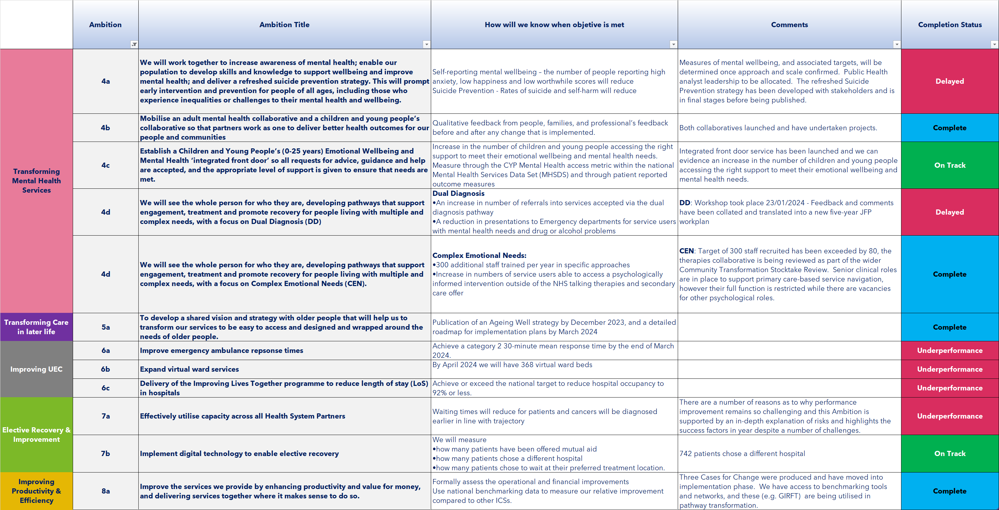 Ambition
Ambition Title
How will we know when objetive is met
Comments
Completion Status
Transforming
Mental Health
Services
4a
We will work together to increase awareness of mental health; enable our
population to develop skills and knowledge to support wellbeing and improve
mental health; and deliver a refreshed suicide prevention strategy. This will prompt
early intervention and prevention for people of all ages, including those who
experience inequalities or challenges to their mental health and wellbeing.
Self-reporting mental wellbeing – the number of people reporting high
anxiety, low happiness and low worthwhile scores will reduce
Suicide Prevention - Rates of suicide and self-harm will reduce
Measures of mental wellbeing, and associated targets, will be
determined once approach and scale confirmed.  Public Health
analyst leadership to be allocated.  The refreshed Suicide
Prevention strategy has been developed with stakeholders and is
in final stages before being published.
Delayed
4b
Mobilise an adult mental health collaborative and a children and young people’s
collaborative so that partners work as one to deliver better health outcomes for our
people and communities
Qualitative feedback from people, families, and professional’s feedback
before and after any change that is implemented.
Both collaboratives launched and have undertaken projects.
Complete
4c
Establish a Children and Young People’s (0-25 years) Emotional Wellbeing and
Mental Health ‘integrated front door’ so all requests for advice, guidance and help
are accepted, and the appropriate level of support is given to ensure that needs are
met.
Increase in the number of children and young people accessing the right
support to meet their emotional wellbeing and mental health needs.
Measure through the CYP Mental Health access metric within the national
Mental Health Services Data Set (MHSDS) and through patient reported
outcome measures
Integrated front door service has been launched and we can
evidence an increase in the number of children and young people
accessing the right support to meet their emotional wellbeing and
mental health needs.
On Track
4d
We will see the whole person for who they are, developing pathways that support
engagement, treatment and promote recovery for people living with multiple and
complex needs, with a focus on Dual Diagnosis (DD)
Dual Diagnosis
•An increase in number of referrals into services accepted via the dual
diagnosis pathway
•A reduction in presentations to Emergency departments for service users
with mental health needs and drug or alcohol problems
DD: Workshop took place 23/01/2024 - Feedback and comments
have been collated and translated into a new five-year JFP
workplan
Delayed
4d
We will see the whole person for who they are, developing pathways that support
engagement, treatment and promote recovery for people living with multiple and
complex needs, with a focus on Complex Emotional Needs (CEN).
Complex Emotional Needs:
•300 additional staff trained per year in specific approaches
•Increase in numbers of service users able to access a psychologically
informed intervention outside of the NHS talking therapies and secondary
care offer
CEN: Target of 300 staff recruited has been exceeded by 80, the
therapies collaborative is being reviewed as part of the wider
Community Transformation Stocktake Review.  Senior clinical roles
are in place to support primary care-based service navigation,
however their full function is restricted while there are vacancies
for other psychological roles.
Complete
Transforming Care
in later life
5a
To develop a shared vision and strategy with older people that will help us to
transform our services to be easy to access and designed and wrapped around the
needs of older people.
Publication of an Ageing Well strategy by December 2023, and a detailed
roadmap for implementation plans by March 2024
Complete
Improving UEC
6a
Improve emergency ambulance repsonse times
Achieve a category 2 30-minute mean response time by the end of March
2024.
Underperformance
6b
Expand virtual ward services
By April 2024 we will have 368 virtual ward beds
Underperformance
6c
Delivery of the Improving Lives Together programme to reduce length of stay (LoS)
in hospitals
Achieve or exceed the national target to reduce hospital occupancy to
92% or less.
Underperformance
Elective Recovery &
Improvement
7a
Effectively utilise capacity across all Health System Partners
Waiting times will reduce for patients and cancers will be diagnosed
earlier in line with trajectory
There are a number of reasons as to why performance
improvement remains so challenging and this Ambition is
supported by an in-depth explanation of risks and highlights the
success factors in year despite a number of challenges.
Underperformance
7b
Implement digital technology to enable elective recovery
We will measure
•how many patients have been offered mutual aid
•how many patients chose a different hospital
•how many patients chose to wait at their preferred treatment location.
742 patients chose a different hospital
On Track
Improving
Productivity &
Efficiency
8a
Improve the services we provide by enhancing productivity and value for money,
and delivering services together where it makes sense to do so.
Formally assess the operational and financial improvements
Use national benchmarking data to measure our relative improvement
compared to other ICSs.
Three Cases for Change were produced and have moved into
implementation phase.  We have access to benchmarking tools
and networks, and these (e.g. GIRFT)  are being utilised in
pathway transformation.
Complete